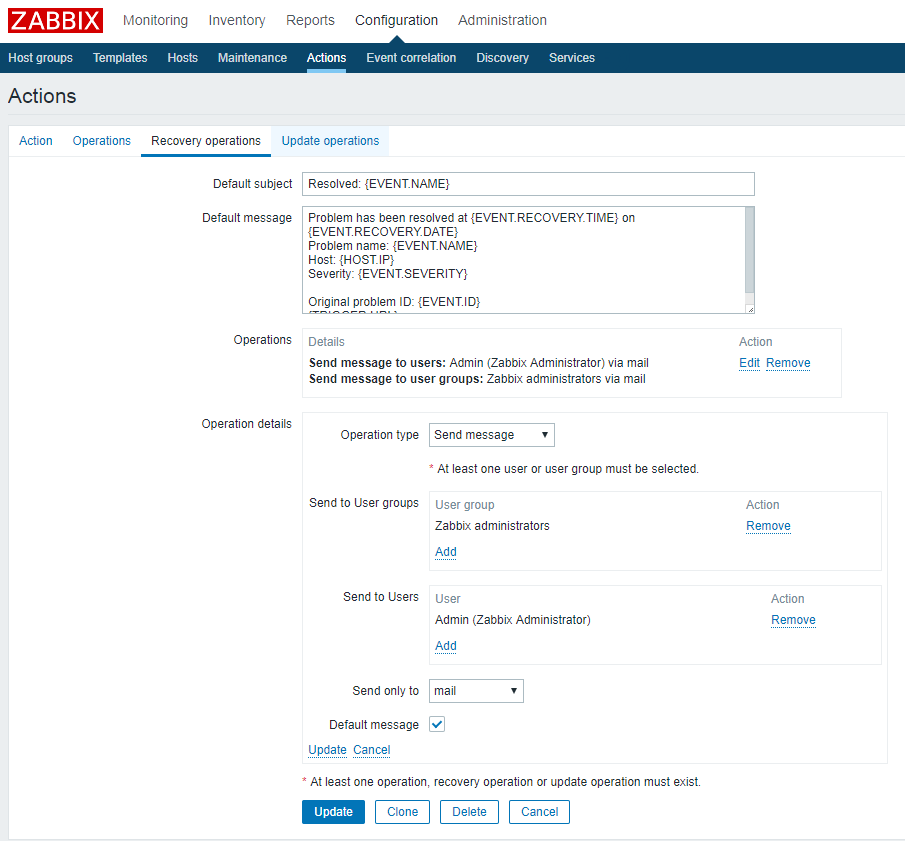 ZABBIX Monitoring Inventory Reports Configuration Administration
Host groups Templates Hosts Maintenance Actions Event correlation Discovery Services
Actions
Action Operations Recovery operations Update operations
Default subject Resolved: {EVENT.NAME}
Default message Problem has been resolved at {EVENT.RECOVERY.TIME} on
{EVENT.RECOVERY.DATE}
Problem name: {EVENT.NAME}
Host: {HOST.IP}
Severity: {EVENT.SEVERITY}
Original problem ID: {EVENT.ID}
{TRIGGER.URL}
Operations Details Action
Send message to users: Admin (Zabbix Administrator) via mail Edit Remove
Send message to user groups: Zabbix administrators via mail
Operation details
Operation type Send message ▼
* At least one user or user group must be selected.
Send to User groups User group Action
Zabbix administrators Remove
Add
Send to Users User Action
Admin (Zabbix Administrator) Remove
Add
Send only to mail ▼
Default message
Update Cancel
* At least one operation, recovery operation or update operation must exist.
Update Clone Delete Cancel